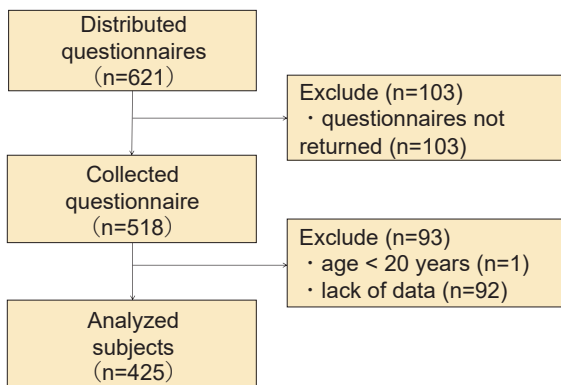 Distributed
questionnaires
（n=621）
Exclude (n=103)
・questionnaires not
returned (n=103)
Collected
questionnaire
（n=518）
Exclude (n=93)
・age < 20 years (n=1)
・lack of data (n=92)
Analyzed
subjects
（n=425）